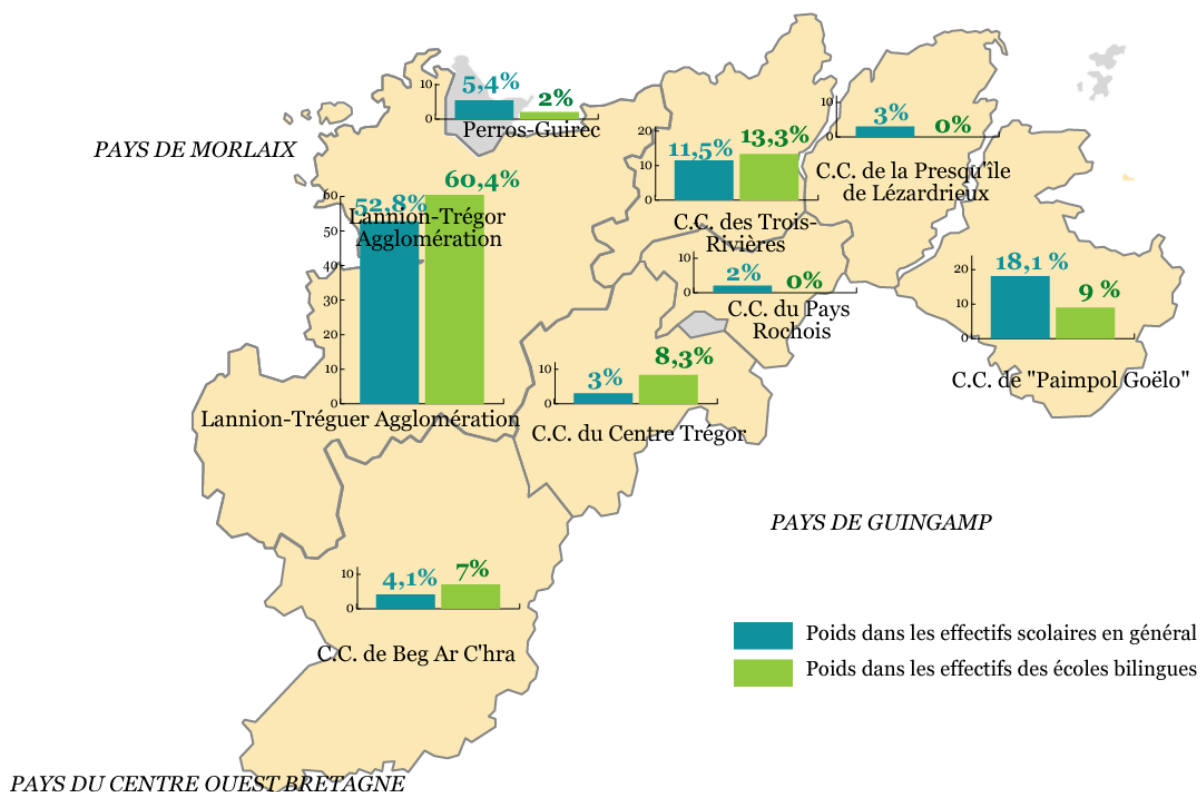 10
0
5,4%
2%
Perros-Guirec
PAYS DE MORLAIX
20
10
0
11,5%
13,3%
C.C. des Trois-
Rivières
10
0
3%
0%
C.C. de la Presqu'île
de Lézardrieux
60
50
40
30
20
10
0
52,8%
60,4%
Lannion-Trégor
Agglomération
Lannion-Tréguer Agglomération
10
0
2%
0%
C.C. du Pays
Rochois
20
10
0
18,1 %
9 %
C.C. de "Paimpol Goëlo"
10
0
3%
8,3%
C.C. du Centre Trégor
PAYS DE GUINGAMP
10
0
4,1%
7%
C.C. de Beg Ar C'hra
Poids dans les effectifs scolaires en général
Poids dans les effectifs des écoles bilingues
PAYS DU CENTRE OUEST BRETAGNE